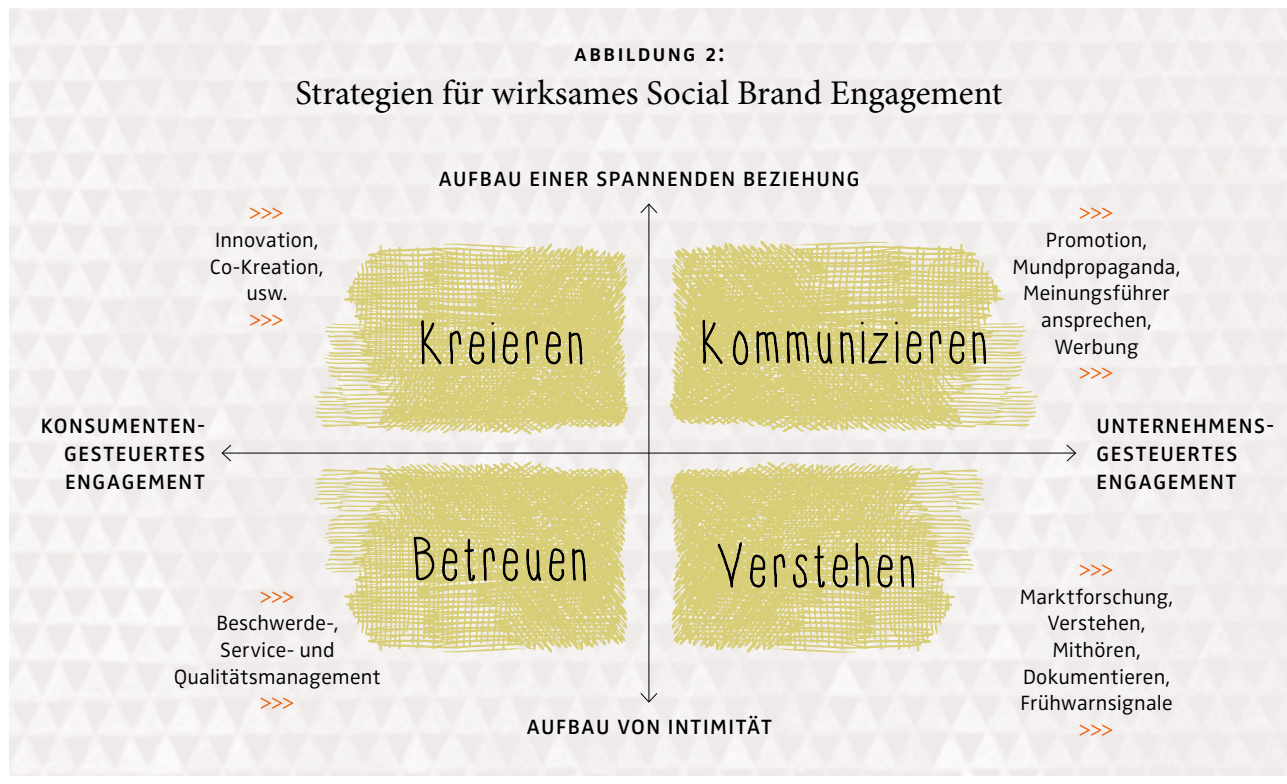 ABBILDUNG 2:
Strategien für wirksames Social Brand Engagement
AUFBAU EINER SPANNENDEN BEZIEHUNG
>>>
Innovation,
Co-Kreation,
usw.
>>>
Kreieren
Kommunizieren
>>>
Promotion,
Mundpropaganda,
Meinungsführer
ansprechen,
Werbung
>>>
KONSUMENTEN-
GESTEUERTES
ENGAGEMENT
UNTERNEHMENS-
GESTEUERTES
ENGAGEMENT
>>>
Beschwerde-,
Service- und
Qualitätsmanagement
>>>
Betreuen
Verstehen
>>>
Marktforschung,
Verstehen,
Mithören,
Dokumentieren,
Frühwarnsignale
>>>
AUFBAU VON INTIMITÄT